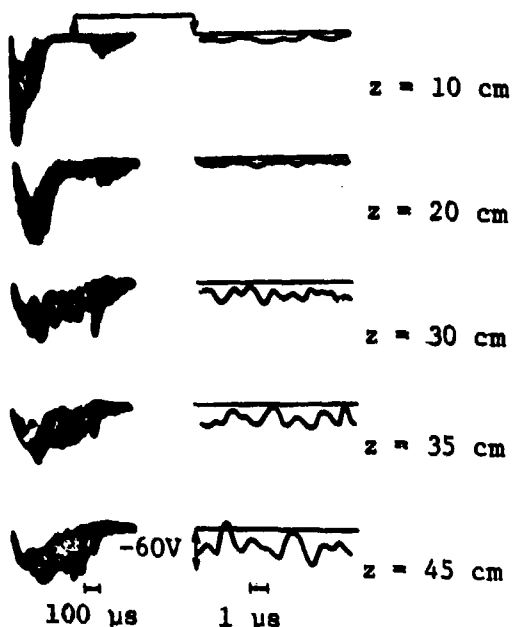 z = 10 cm
z = 20 cm
z = 30 cm
z = 35 cm
-60V
z = 45 cm
100 µs
1 µs